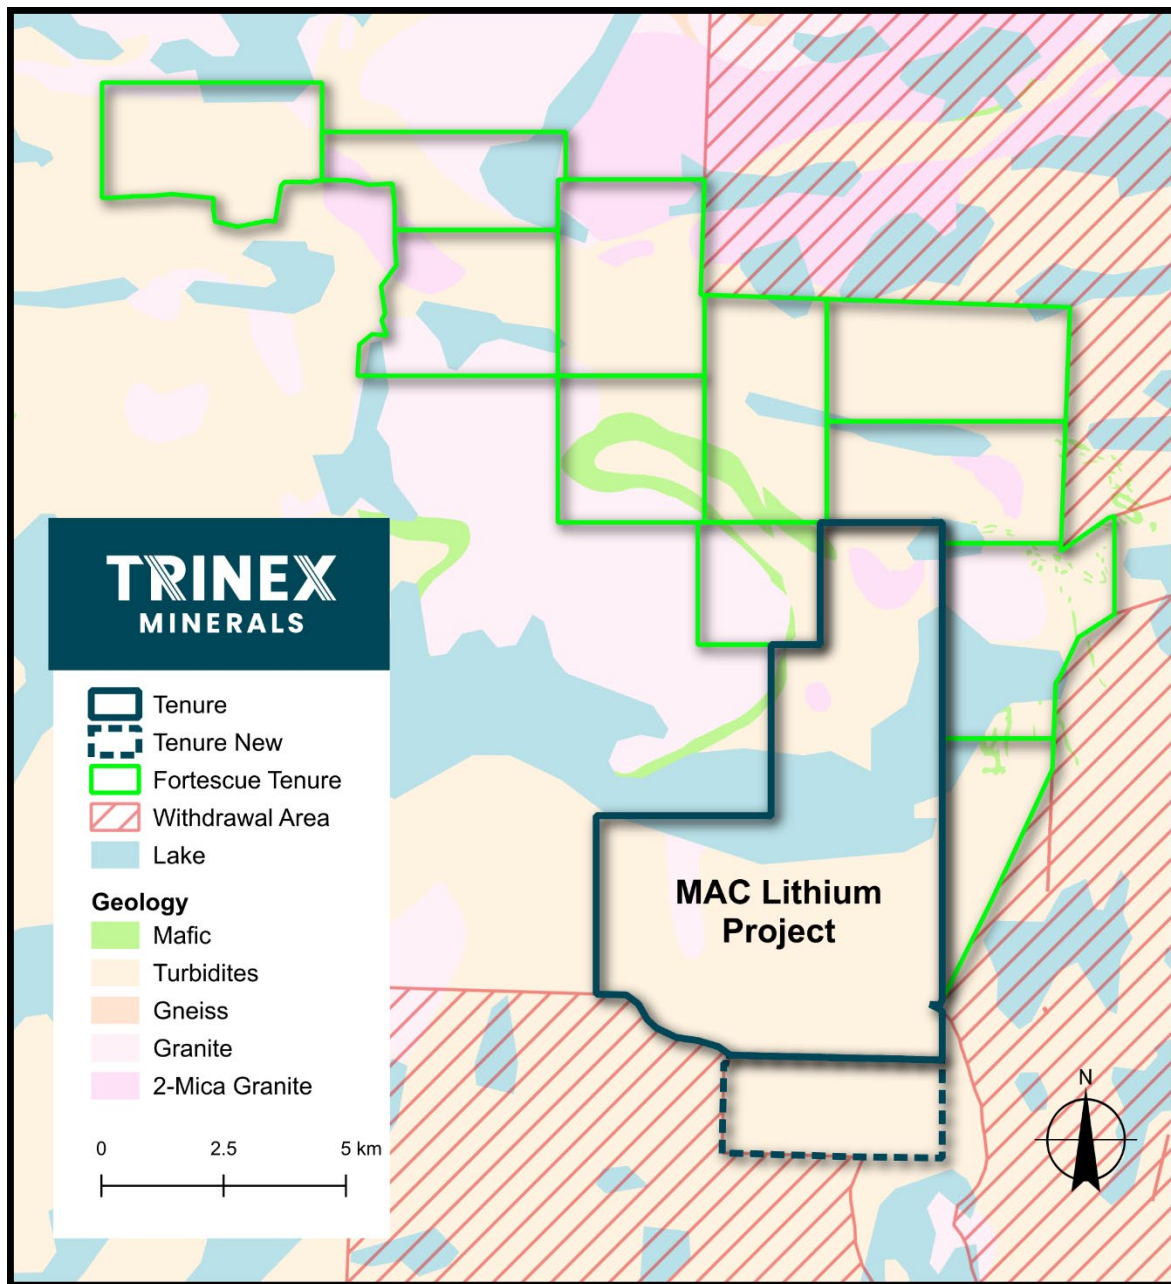 TRINEX
MINERALS
Tenure
Tenure New
Fortescue Tenure
Withdrawal Area
Lake
Geology
Mafic
Turbidites
Gneiss
Granite
2-Mica Granite
0 2.5 5 km
MAC Lithium
Project
N